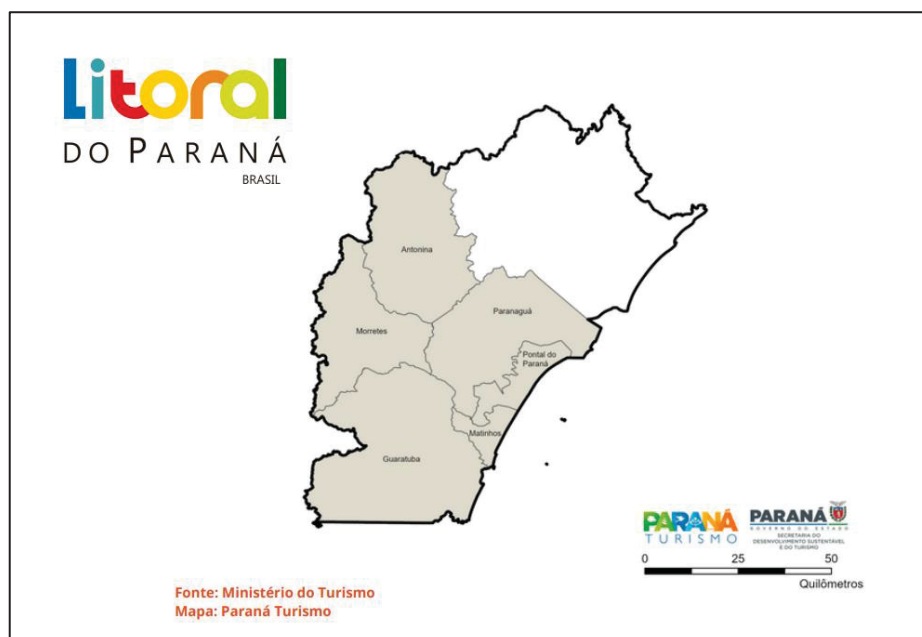 Litoral
DO PARANÁ
BRASIL
Antonina
Paranaguá
Morretes
Pontal do
Paraná
Matinhos
Guaratuba
PARANÁ
TURISMO
PARANÁ
GOVERNO DO ESTADO
SECRETARIA DO
DESENVOLVIMENTO SUSTENTÁVEL
E DO TURISMO
0 25 50
Quilômetros
Fonte: Ministério do Turismo
Mapa: Paraná Turismo